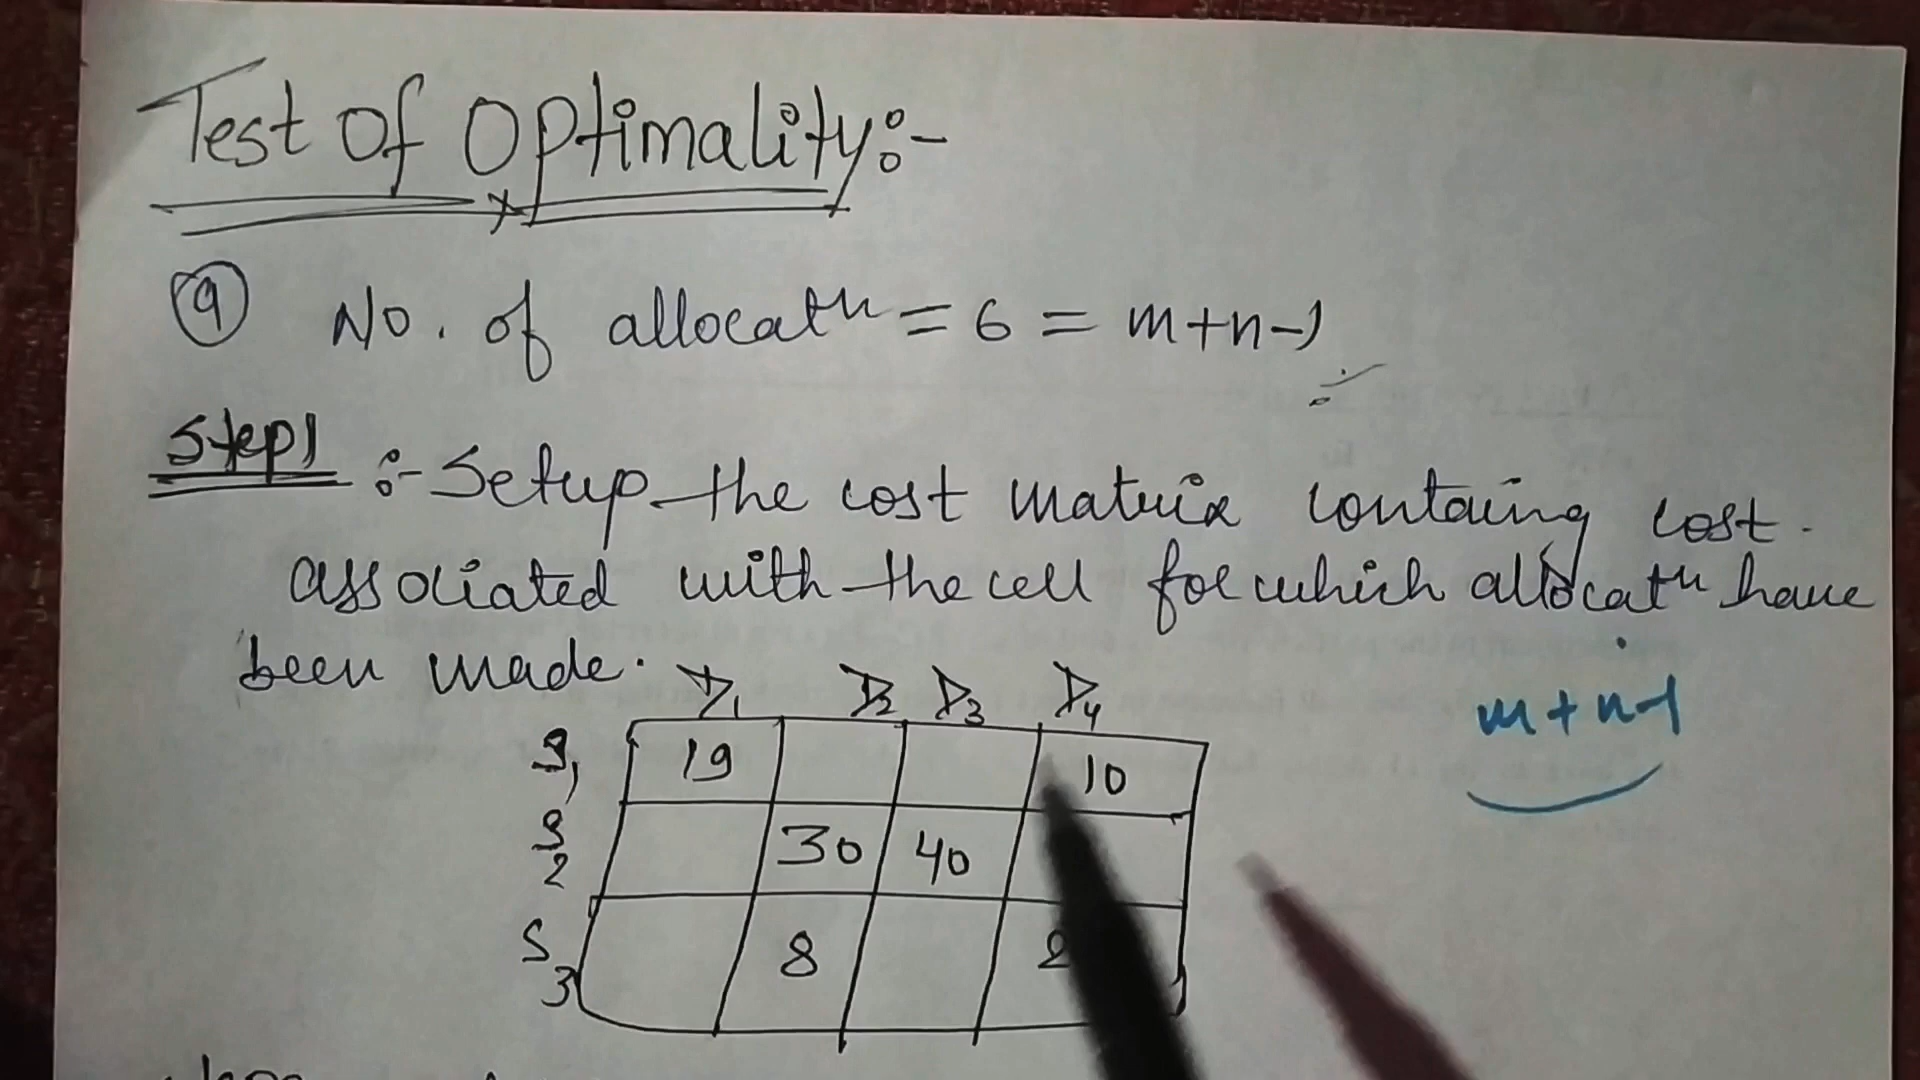 Test Of Optimality:-
(a) No. of allocatn = 6 = m+n-1
Step1 :- Setup the cost matrix containg cost.
associated with the cell for which allocatn have
been made.
m+n-1
D1 D2 D3 D4
S1 19 10
S2 30 40
S3 8